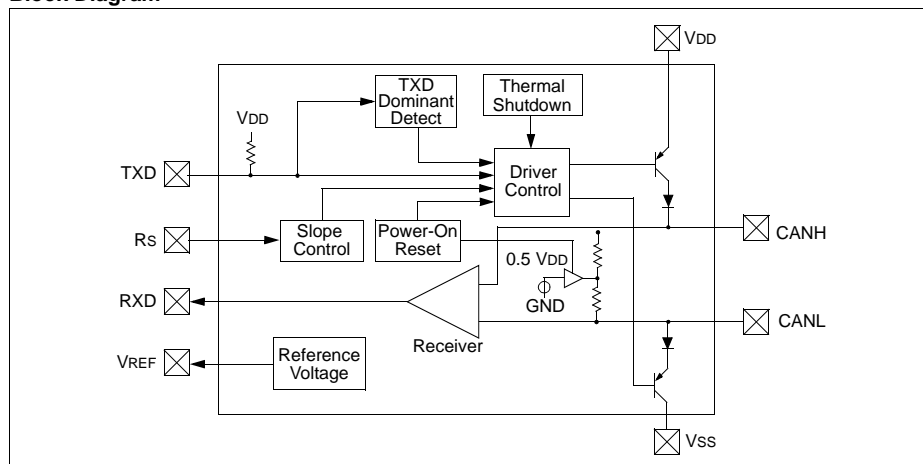 Block Diagram
VDD
TXD
Dominant
Detect
Thermal
Shutdown
VDD
TXD
Driver
Control
RS
Slope
Control
Power-On
Reset
CANH
0.5 VDD
RXD
GND
CANL
Receiver
VREF
Reference
Voltage
VSS